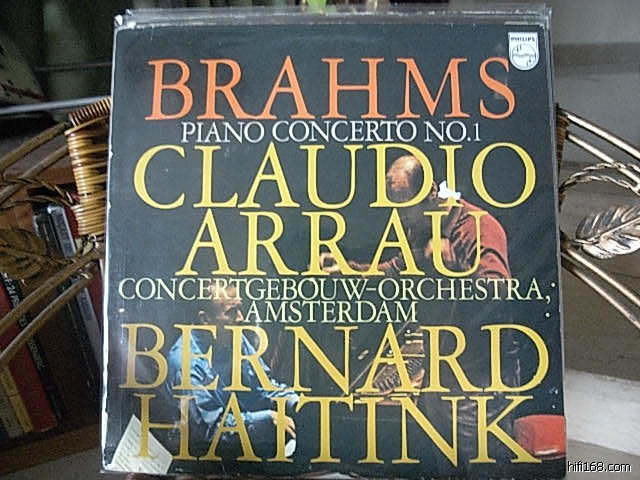 PHILIPS
BRAHMS
PIANO CONCERTO NO.1
CLAUDIO
ARRAU
CONCERTGEBOUW-ORCHESTRA,
AMSTERDAM
BERNARD
HAITINK
hifi168.com